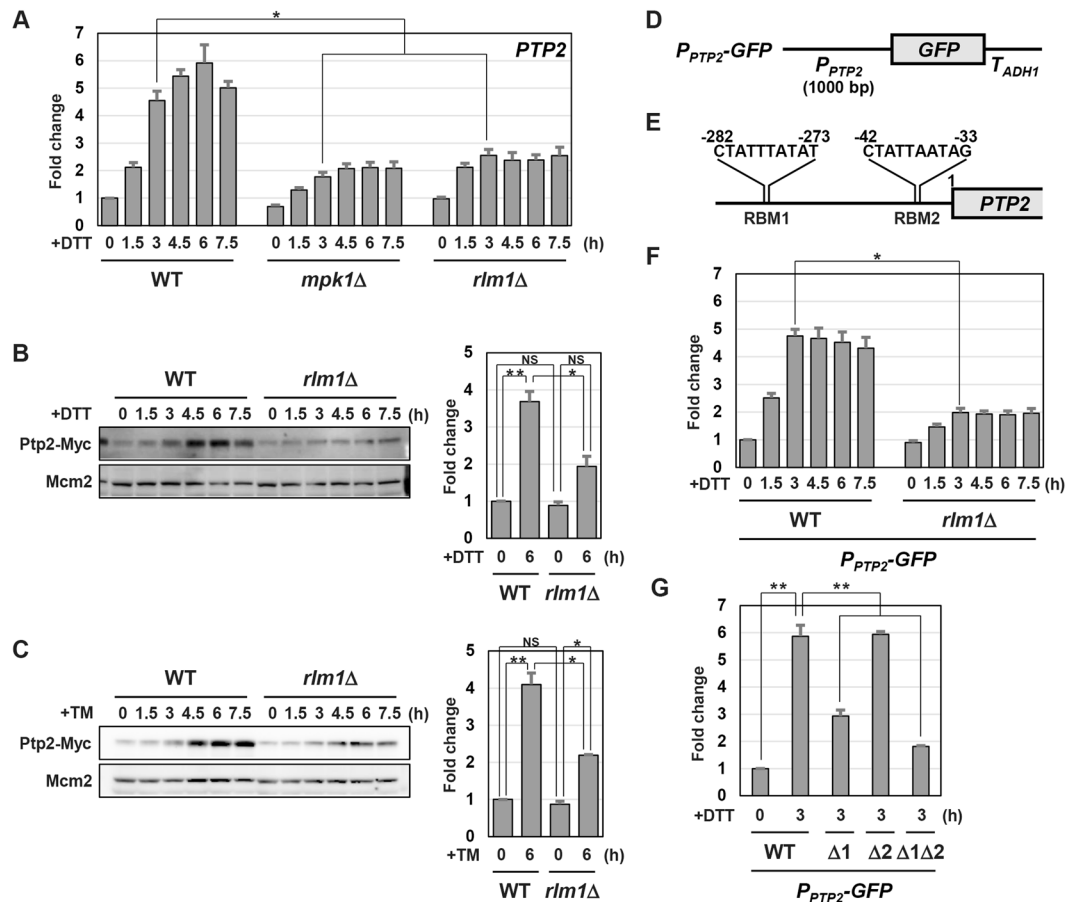 A
*
PTP2
Fold change
7
6
5
4
3
2
1
0
+DTT 0 1.5 3 4.5 6 7.5 0 1.5 3 4.5 6 7.5 0 1.5 3 4.5 6 7.5 (h)
WT mpk1Δ rlm1Δ
B
WT rlm1Δ
+DTT 0 1.5 3 4.5 6 7.5 0 1.5 3 4.5 6 7.5 (h)
Ptp2-Myc
Mcm2
NS NS
** *
Fold change
5
4
3
2
1
0
+DTT 0 6 0 6 (h)
WT rlm1Δ
C
WT rlm1Δ
+TM 0 1.5 3 4.5 6 7.5 0 1.5 3 4.5 6 7.5 (h)
Ptp2-Myc
Mcm2
NS *
** *
Fold change
5
4
3
2
1
0
+TM 0 6 0 6 (h)
WT rlm1Δ
D
PPTP2-GFP
GFP
PPTP2
(1000 bp)
TADH1
E
-282 -273 -42 -33
CTATTTATAT CTATTAATAG
1
PTP2
RBM1 RBM2
F
*
Fold change
7
6
5
4
3
2
1
0
+DTT 0 1.5 3 4.5 6 7.5 0 1.5 3 4.5 6 7.5 (h)
WT rlm1Δ
PPTP2-GFP
G
** **
Fold change
7
6
5
4
3
2
1
0
+DTT 0 3 3 3 3 (h)
WT Δ1 Δ2 Δ1Δ2
PPTP2-GFP